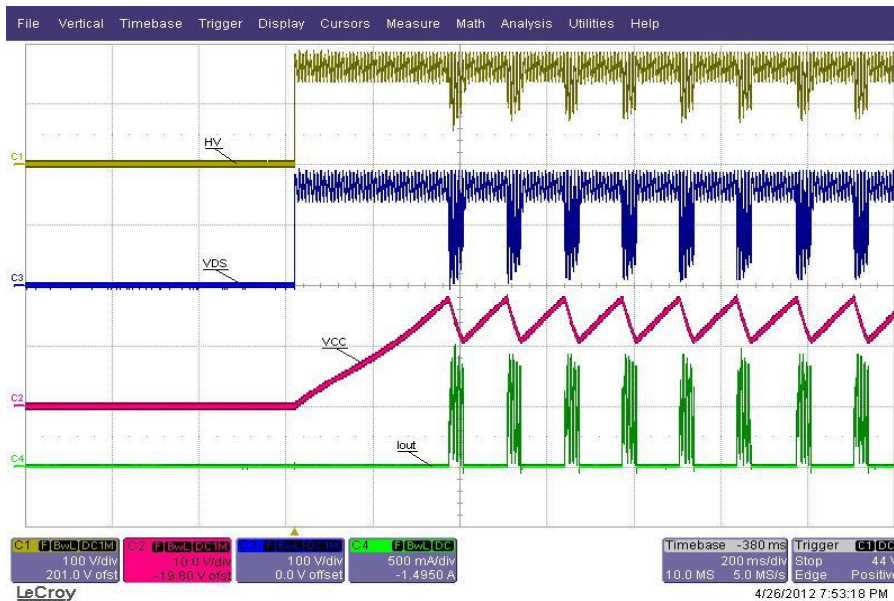 File Vertical Timebase Trigger Display Cursors Measure Math Analysis Utilities Help
HV
C1
VDS
C3
VCC
C2
Iout
C4
C1 F BwL DC1M
100 V/div
201.0 V ofst
C2 F BwL DC1M
10.0 V/div
-19.80 V ofst
C3 F BwL DC1M
100 V/div
0.0 V offset
C4 F BwL DC
500 mA/div
-1.4950 A
Timebase -380 ms
200 ms/div
10.0 MS 5.0 MS/s
Trigger C1 DC
Stop 44 V
Edge Positive
LeCroy
4/26/2012 7:53:18 PM